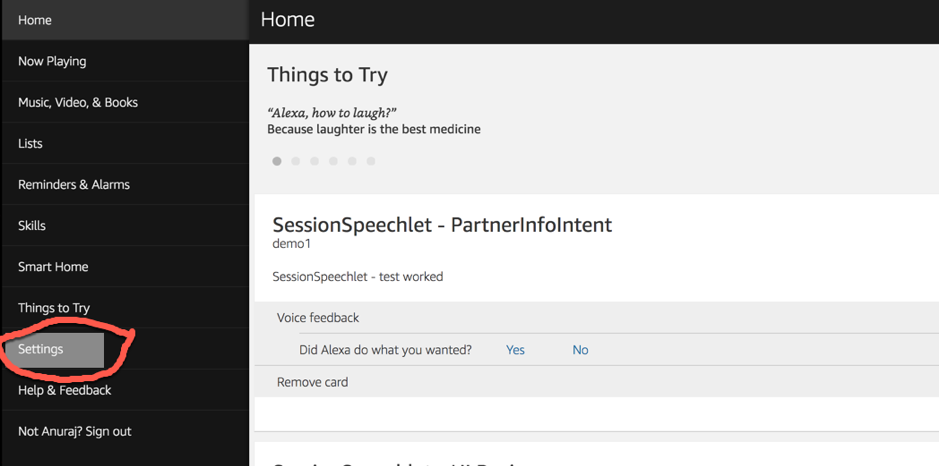 Home
Now Playing
Music, Video, & Books
Lists
Reminders & Alarms
Skills
Smart Home
Things to Try
Settings
Help & Feedback
Not Anuraj? Sign out
Home
Things to Try
“Alexa, how to laugh?”
Because laughter is the best medicine
SessionSpeechlet - PartnerInfoIntent
demo1
SessionSpeechlet - test worked
Voice feedback
Did Alexa do what you wanted? Yes No
Remove card